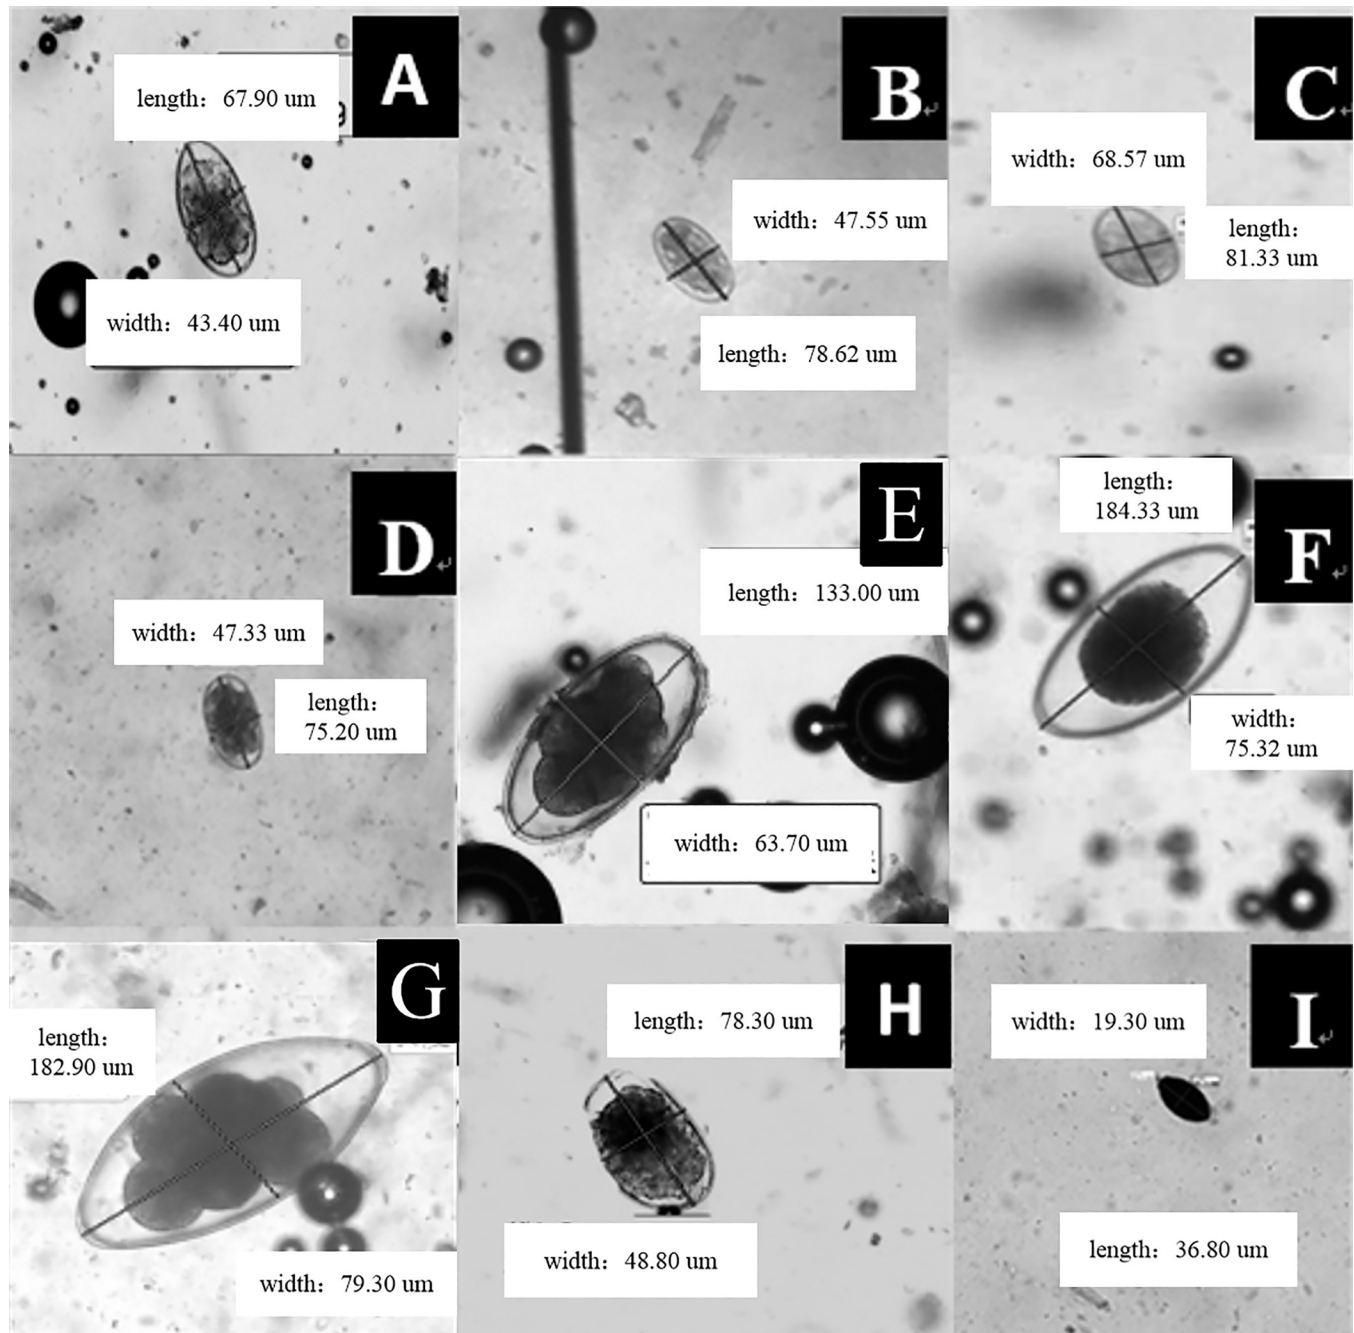 A
length：67.90 um
width：43.40 um
B
width：47.55 um
length：78.62 um
C
width：68.57 um
length：
81.33 um
D
width：47.33 um
length：
75.20 um
E
length：133.00 um
width：63.70 um
F
length：
184.33 um
width：
75.32 um
G
length：
182.90 um
width：79.30 um
H
length：78.30 um
width：48.80 um
I
width：19.30 um
length：36.80 um